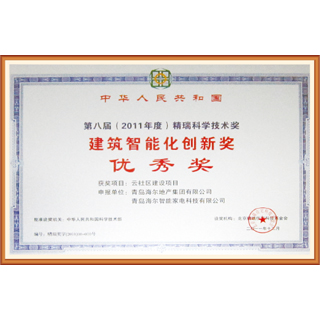 中华人民共和国
第八届（2011年度）精瑞科学技术奖
建筑智能化创新奖
优秀奖
获奖项目：云社区建设项目
申报单位：青岛海尔地产集团有限公司
青岛海尔智能家电科技有限公司